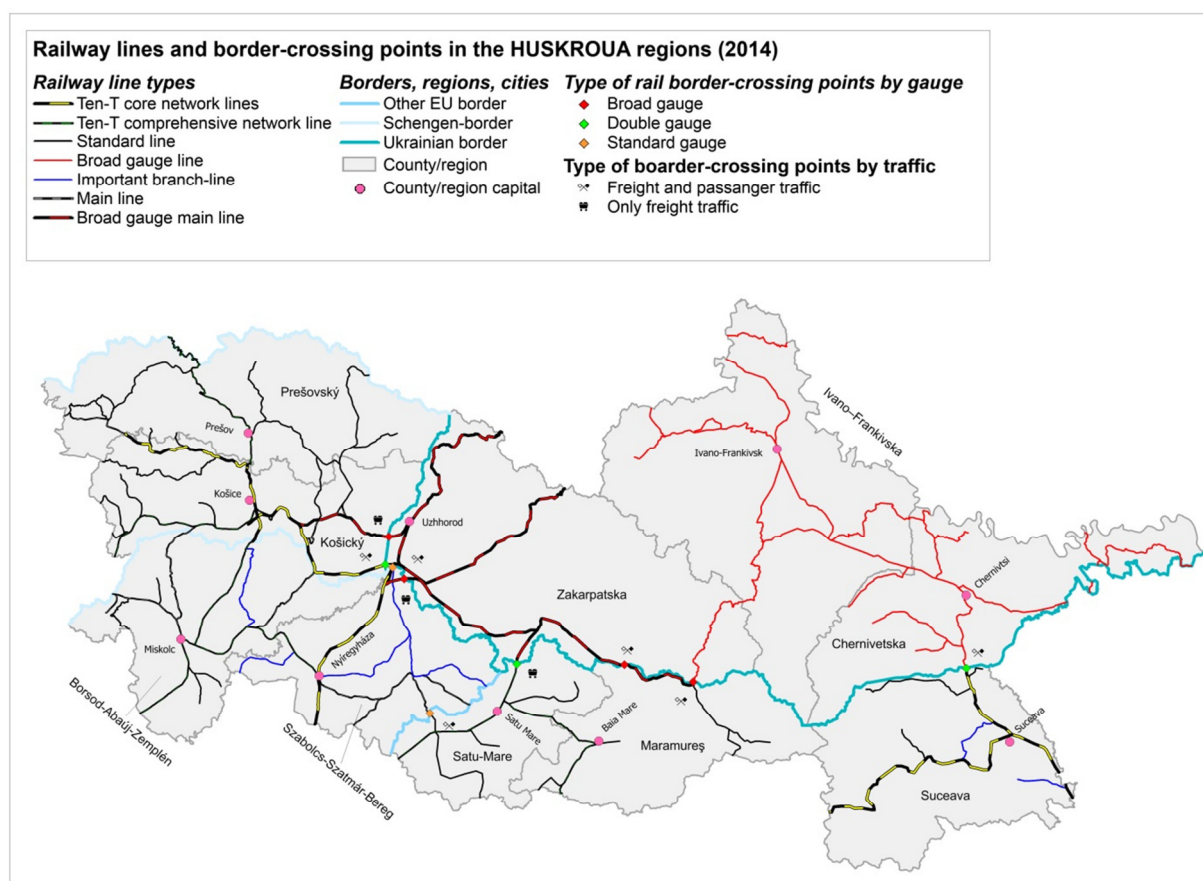 Railway lines and border-crossing points in the HUSKROUA regions (2014)
Railway line types
Ten-T core network lines
Ten-T comprehensive network line
Standard line
Broad gauge line
Important branch-line
Main line
Broad gauge main line
Borders, regions, cities
Other EU border
Schengen-border
Ukrainian border
County/region
County/region capital
Type of rail border-crossing points by gauge
Broad gauge
Double gauge
Standard gauge
Type of boarder-crossing points by traffic
Freight and passanger traffic
Only freight traffic
Prešovský
Prešov
Košice
Košický
Uzhhorod
Zakarpatska
Ivano-Frankivsk
Ivano-Frankivska
Chernivtsi
Chernivetska
Miskolc
Nyíregyháza
Borsod-Abaúj-Zemplén
Szabolcs-Szatmár-Bereg
Satu Mare
Satu-Mare
Baia Mare
Maramureş
Suceava
Suceava